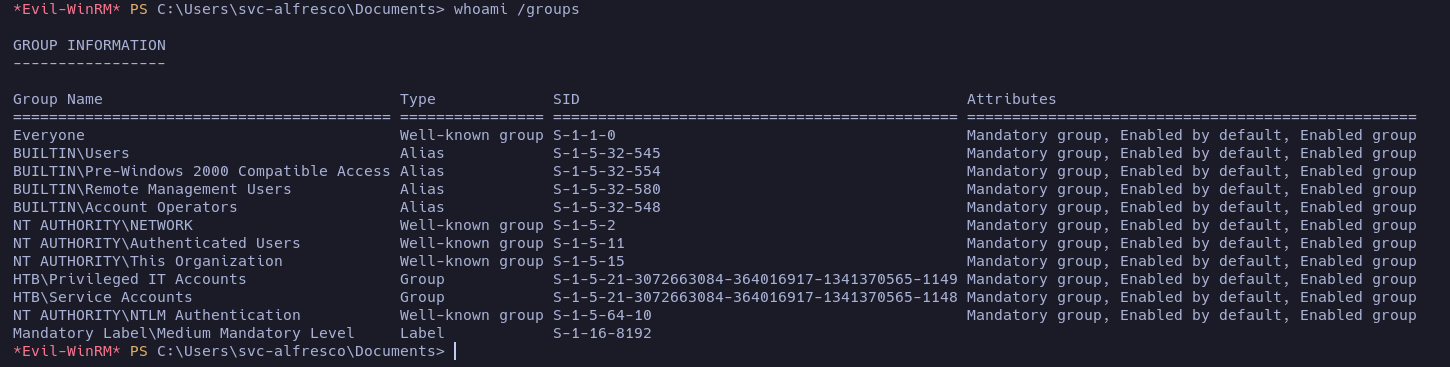 *Evil-WinRM* PS C:\Users\svc-alfresco\Documents> whoami /groups
GROUP INFORMATION
-----------------
Group Name                                 Type             SID                                           Attributes
========================================== ================ ============================================= ==================================================
Everyone                                   Well-known group S-1-1-0                                       Mandatory group, Enabled by default, Enabled group
BUILTIN\Users                              Alias            S-1-5-32-545                                  Mandatory group, Enabled by default, Enabled group
BUILTIN\Pre-Windows 2000 Compatible Access Alias            S-1-5-32-554                                  Mandatory group, Enabled by default, Enabled group
BUILTIN\Remote Management Users            Alias            S-1-5-32-580                                  Mandatory group, Enabled by default, Enabled group
BUILTIN\Account Operators                  Alias            S-1-5-32-548                                  Mandatory group, Enabled by default, Enabled group
NT AUTHORITY\NETWORK                       Well-known group S-1-5-2                                       Mandatory group, Enabled by default, Enabled group
NT AUTHORITY\Authenticated Users           Well-known group S-1-5-11                                      Mandatory group, Enabled by default, Enabled group
NT AUTHORITY\This Organization             Well-known group S-1-5-15                                      Mandatory group, Enabled by default, Enabled group
HTB\Privileged IT Accounts                 Group            S-1-5-21-3072663084-364016917-1341370565-1149 Mandatory group, Enabled by default, Enabled group
HTB\Service Accounts                       Group            S-1-5-21-3072663084-364016917-1341370565-1148 Mandatory group, Enabled by default, Enabled group
NT AUTHORITY\NTLM Authentication           Well-known group S-1-5-64-10                                   Mandatory group, Enabled by default, Enabled group
Mandatory Label\Medium Mandatory Level     Label            S-1-16-8192
*Evil-WinRM* PS C:\Users\svc-alfresco\Documents>